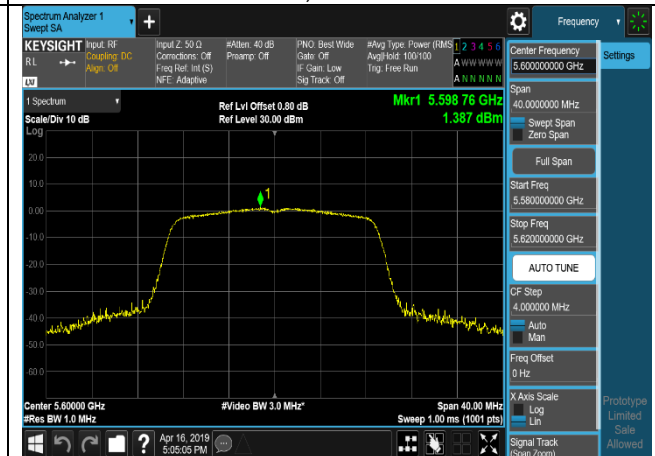 Spectrum Analyzer 1
Swept SA
+
Frequency
KEYSIGHT
RL
LXI
Input: RF
Coupling: DC
Align: Off
Input Z: 50 Ω
Corrections: Off
Freq Ref: Int (S)
NFE: Adaptive
#Atten: 40 dB
Preamp: Off
PNO: Best Wide
Gate: Off
IF Gain: Low
Sig Track: Off
#Avg Type: Power (RMS
Avg|Hold: 100/100
Trig: Free Run
1 2 3 4 5 6
A W W W W W
A N N N N N
1 Spectrum
Scale/Div 10 dB
Ref Lvl Offset 0.80 dB
Ref Level 30.00 dBm
Mkr1 5.598 76 GHz
1.387 dBm
Log
20.0
10.0
0.00
-10.0
-20.0
-30.0
-40.0
-50.0
-60.0
1
Center 5.60000 GHz
#Res BW 1.0 MHz
#Video BW 3.0 MHz*
Span 40.00 MHz
Sweep 1.00 ms (1001 pts)
Apr 16, 2019
5:05:05 PM
?
Center Frequency
5.600000000 GHz
Span
40.0000000 MHz
Swept Span
Zero Span
Full Span
Start Freq
5.580000000 GHz
Stop Freq
5.620000000 GHz
AUTO TUNE
CF Step
4.000000 MHz
Auto
Man
Freq Offset
0 Hz
X Axis Scale
Log
Lin
Signal Track
(Span Zoom)
Settings
Prototype
Limited
Sale
Allowed